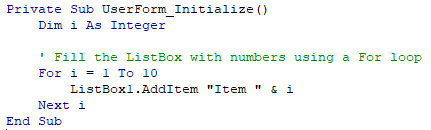 Private Sub UserForm_Initialize()
    Dim i As Integer

    ' Fill the ListBox with numbers using a For loop
    For i = 1 To 10
        ListBox1.AddItem "Item " & i
    Next i
End Sub